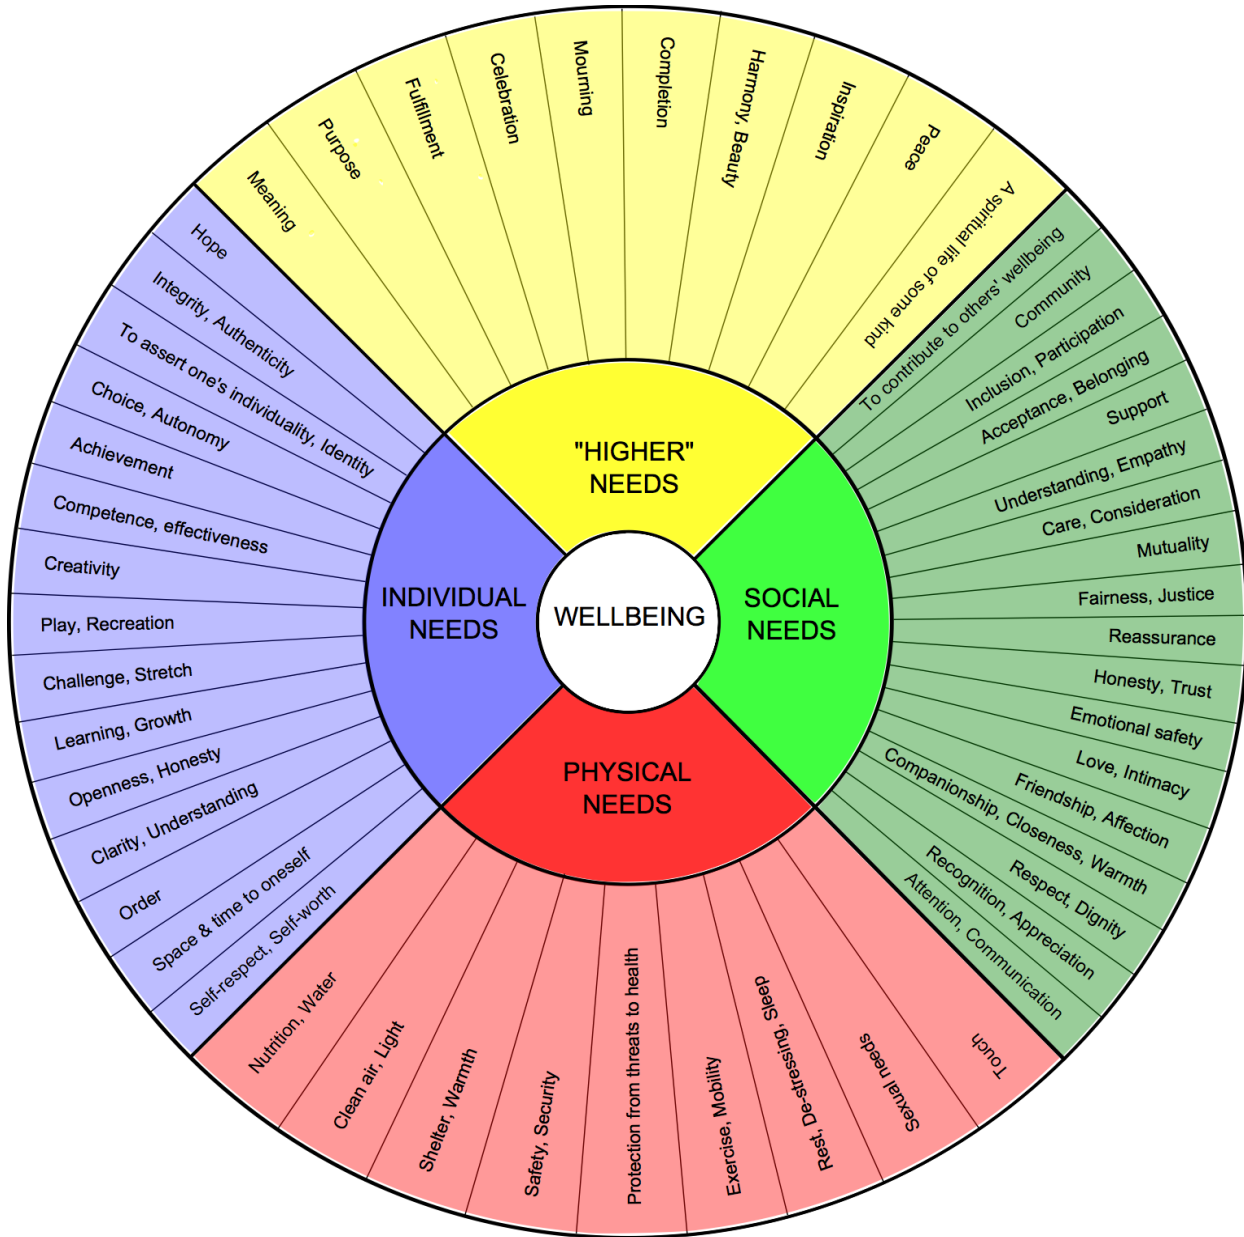 Meaning
Purpose
Fulfillment
Celebration
Mourning
Completion
Harmony, Beauty
Inspiration
Peace
A spiritual life of some kind
To contribute to others' wellbeing
Community
Inclusion, Participation
Acceptance, Belonging
Support
Understanding, Empathy
Care, Consideration
Mutuality
Fairness, Justice
Reassurance
Honesty, Trust
Emotional safety
Love, Intimacy
Friendship, Affection
Companionship, Closeness, Warmth
Respect, Dignity
Recognition, Appreciation
Attention, Communication
Touch
Sexual needs
Rest, De-stressing, Sleep
Exercise, Mobility
Protection from threats to health
Safety, Security
Shelter, Warmth
Clean air, Light
Nutrition, Water
Self-respect, Self-worth
Space & time to oneself
Order
Clarity, Understanding
Openness, Honesty
Learning, Growth
Challenge, Stretch
Play, Recreation
Creativity
Competence, effectiveness
Achievement
Choice, Autonomy
To assert one's individuality, Identity
Integrity, Authenticity
Hope
"HIGHER"
NEEDS
SOCIAL
NEEDS
PHYSICAL
NEEDS
INDIVIDUAL
NEEDS
WELLBEING